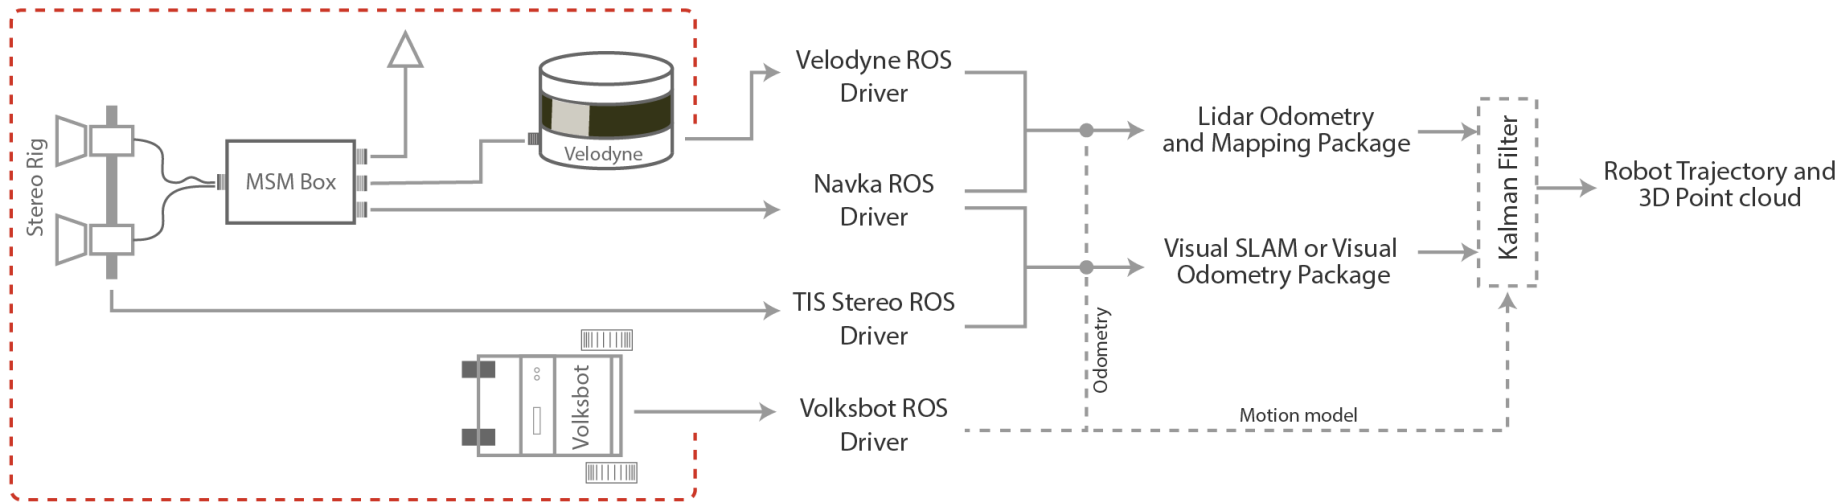 Stereo Rig
MSM Box
Velodyne
Volksbot
Velodyne ROS
Driver
Navka ROS
Driver
TIS Stereo ROS
Driver
Volksbot ROS
Driver
Odometry
Motion model
Lidar Odometry
and Mapping Package
Visual SLAM or Visual
Odometry Package
Kalman Filter
Robot Trajectory and
3D Point cloud